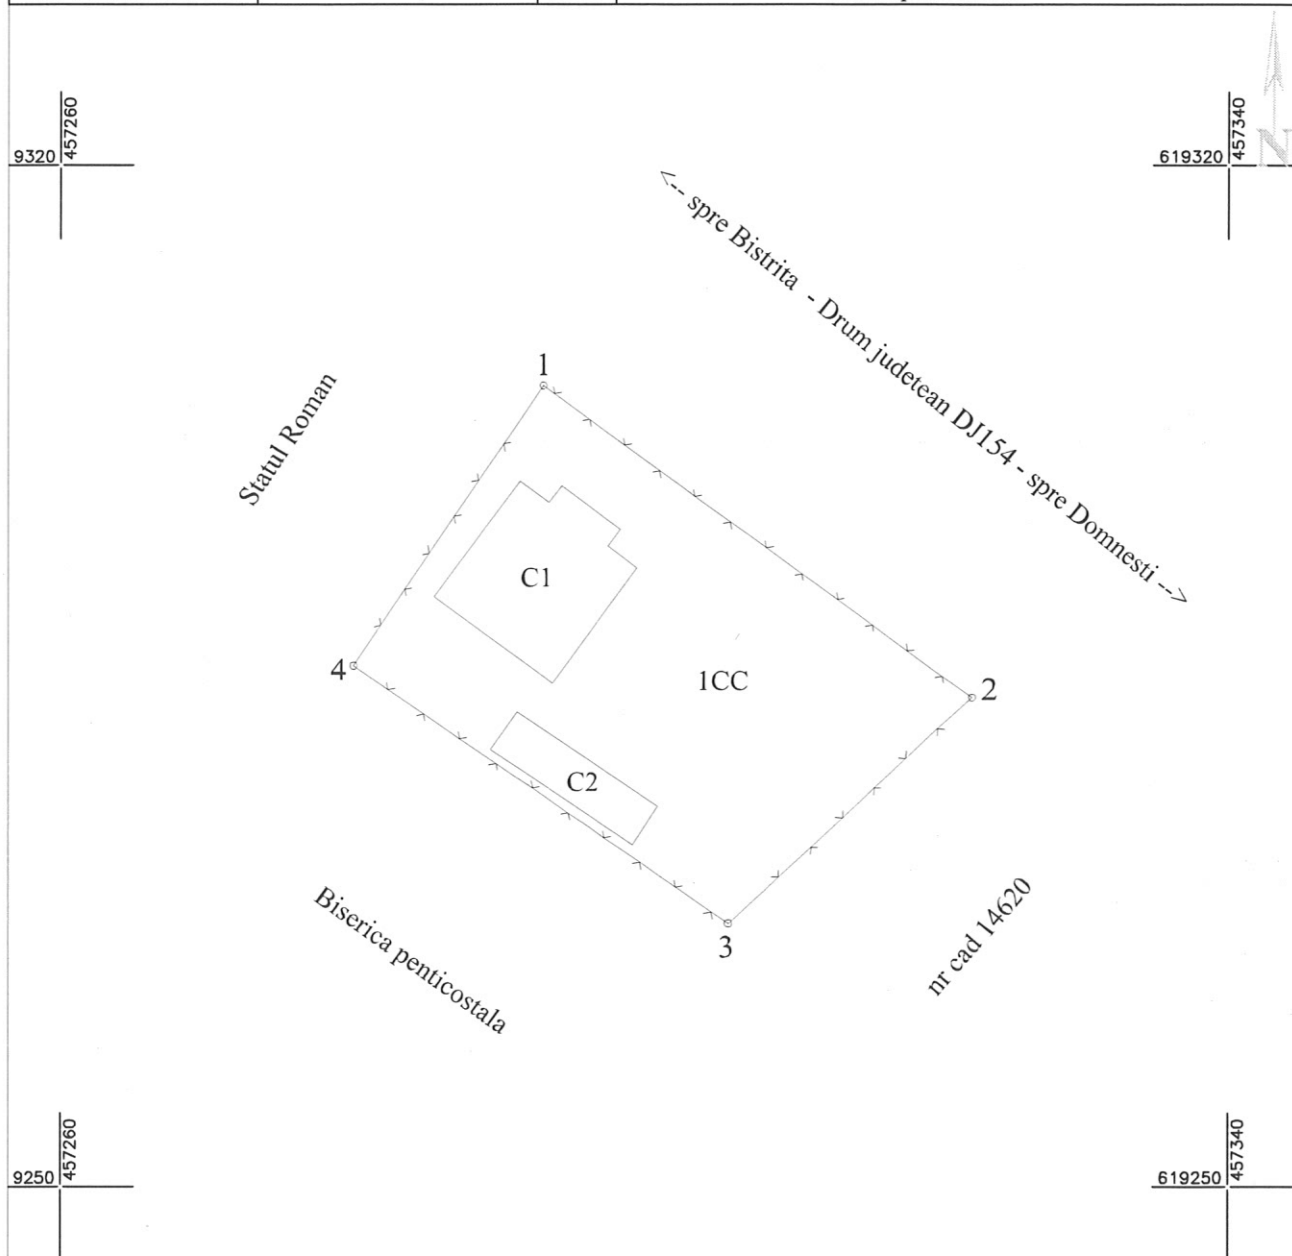 9320
457260
619320
457340
N
<-- spre Bistrita - Drum judetean DJ154 - spre Domnesti -->
Statul Roman
1
C1
4
1CC
2
C2
3
Biserica penticostala
nr cad 14620
9250
457260
619250
457340